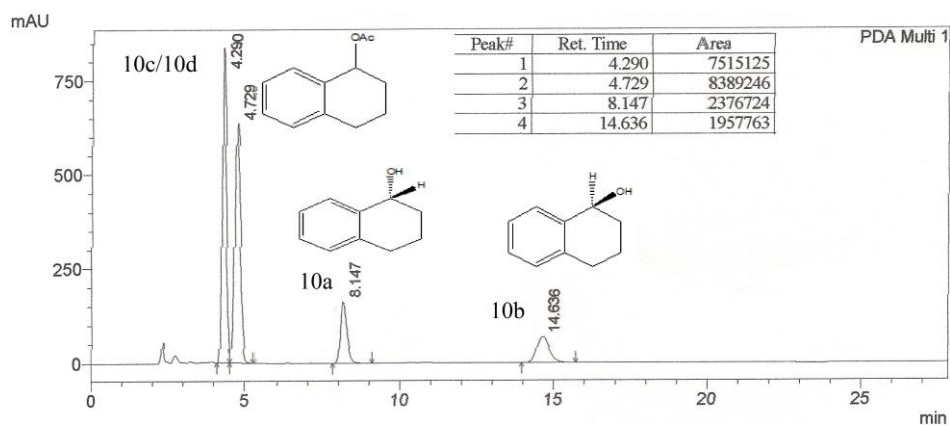 mAU
PDA Multi 1
Peak# Ret. Time Area
1 4.290 7515125
2 4.729 8389246
3 8.147 2376724
4 14.636 1957763
10c/10d
4.290
4.729
OAc
750
500
OH
H
H
OH
250
10a
8.147
10b
14.636
0
0 5 10 15 20 25
min